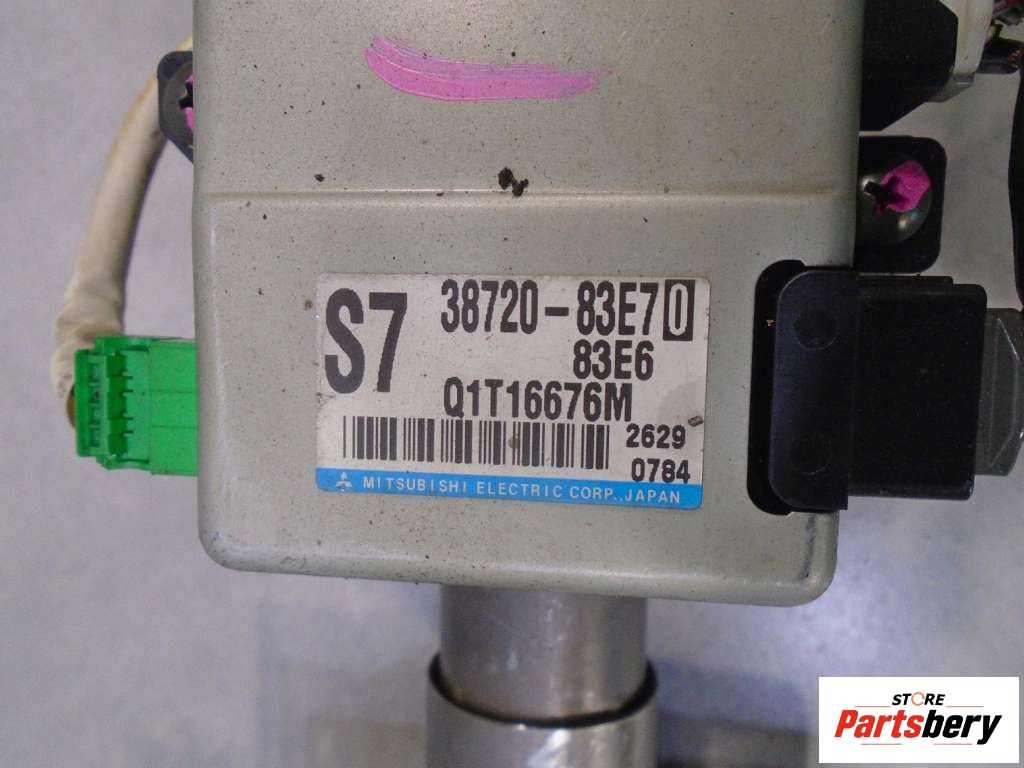 S7
38720-83E70
83E6
Q1T16676M
2629
0784
MITSUBISHI ELECTRIC CORP., JAPAN
STORE
Partsbery